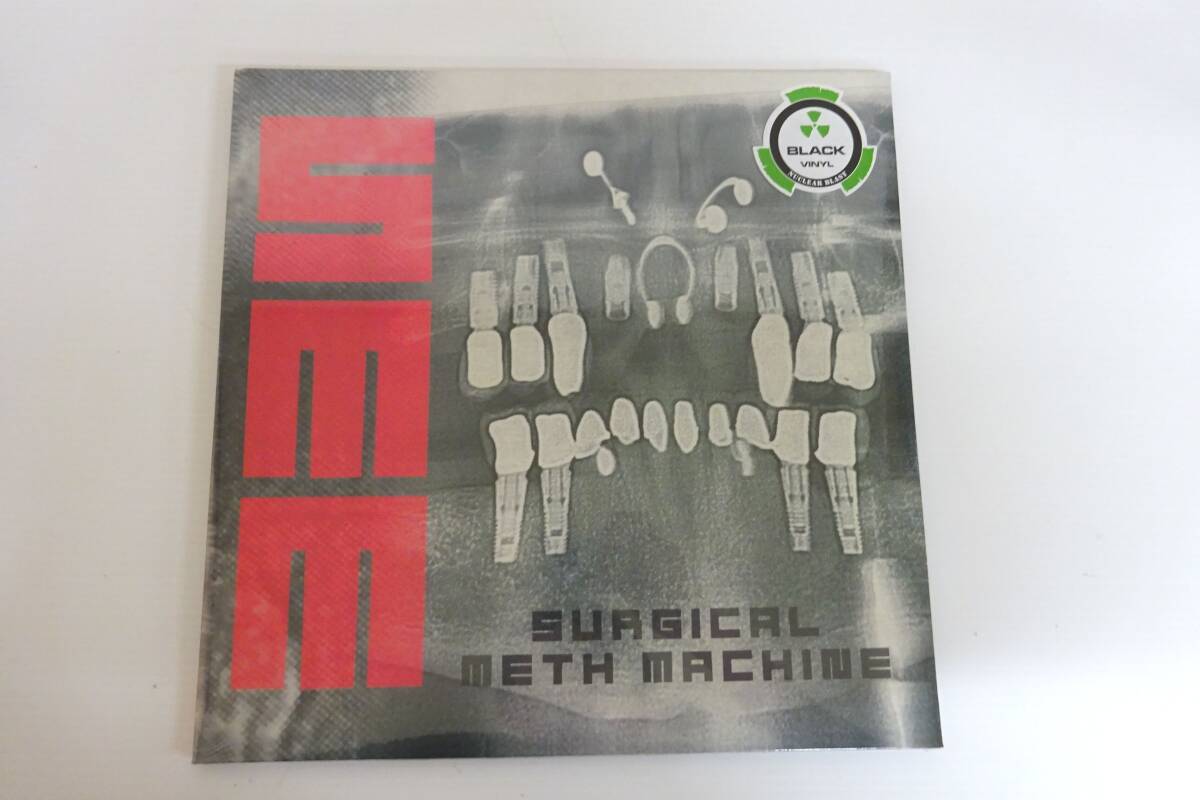 SMM
BLACK
VINYL
NUCLEAR BLAST
SURGICAL
METH MACHINE